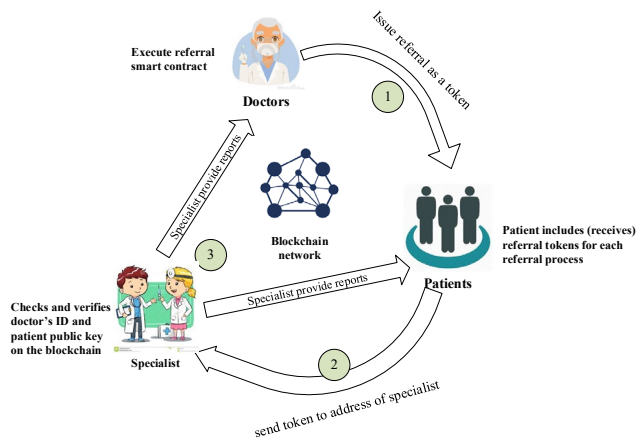 Execute referral
smart contract
Doctors
Issue referral as a token
1
Specialist provide reports
Blockchain
network
3
Patient includes (receives)
referral tokens for each
referral process
Patients
Specialist provide reports
Checks and verifies
doctor's ID and
patient public key
on the blockchain
Specialist
2
send token to address of specialist